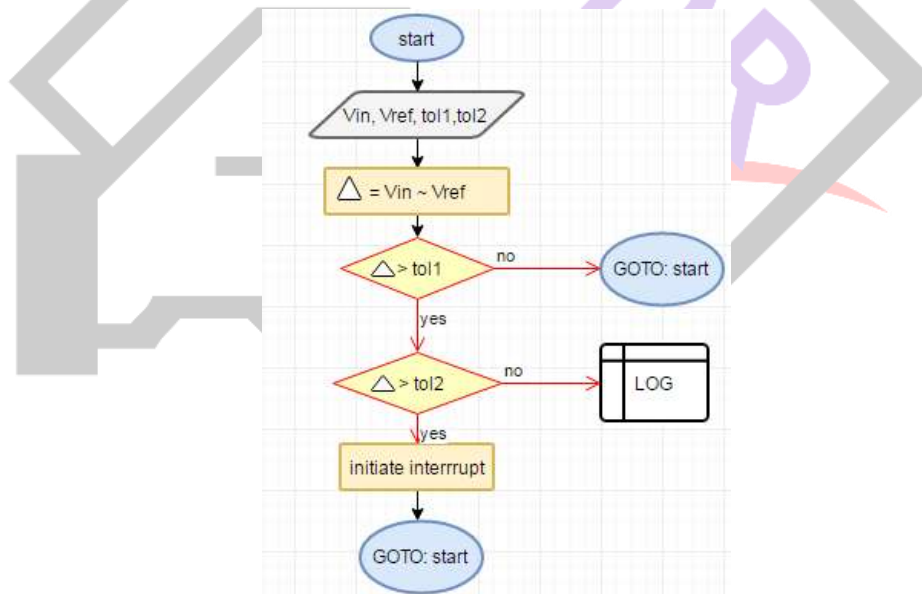 start
Vin, Vref, tol1,tol2
△ = Vin ~ Vref
△ > tol1
no
GOTO: start
yes
△ > tol2
no
LOG
yes
initiate interrrupt
GOTO: start